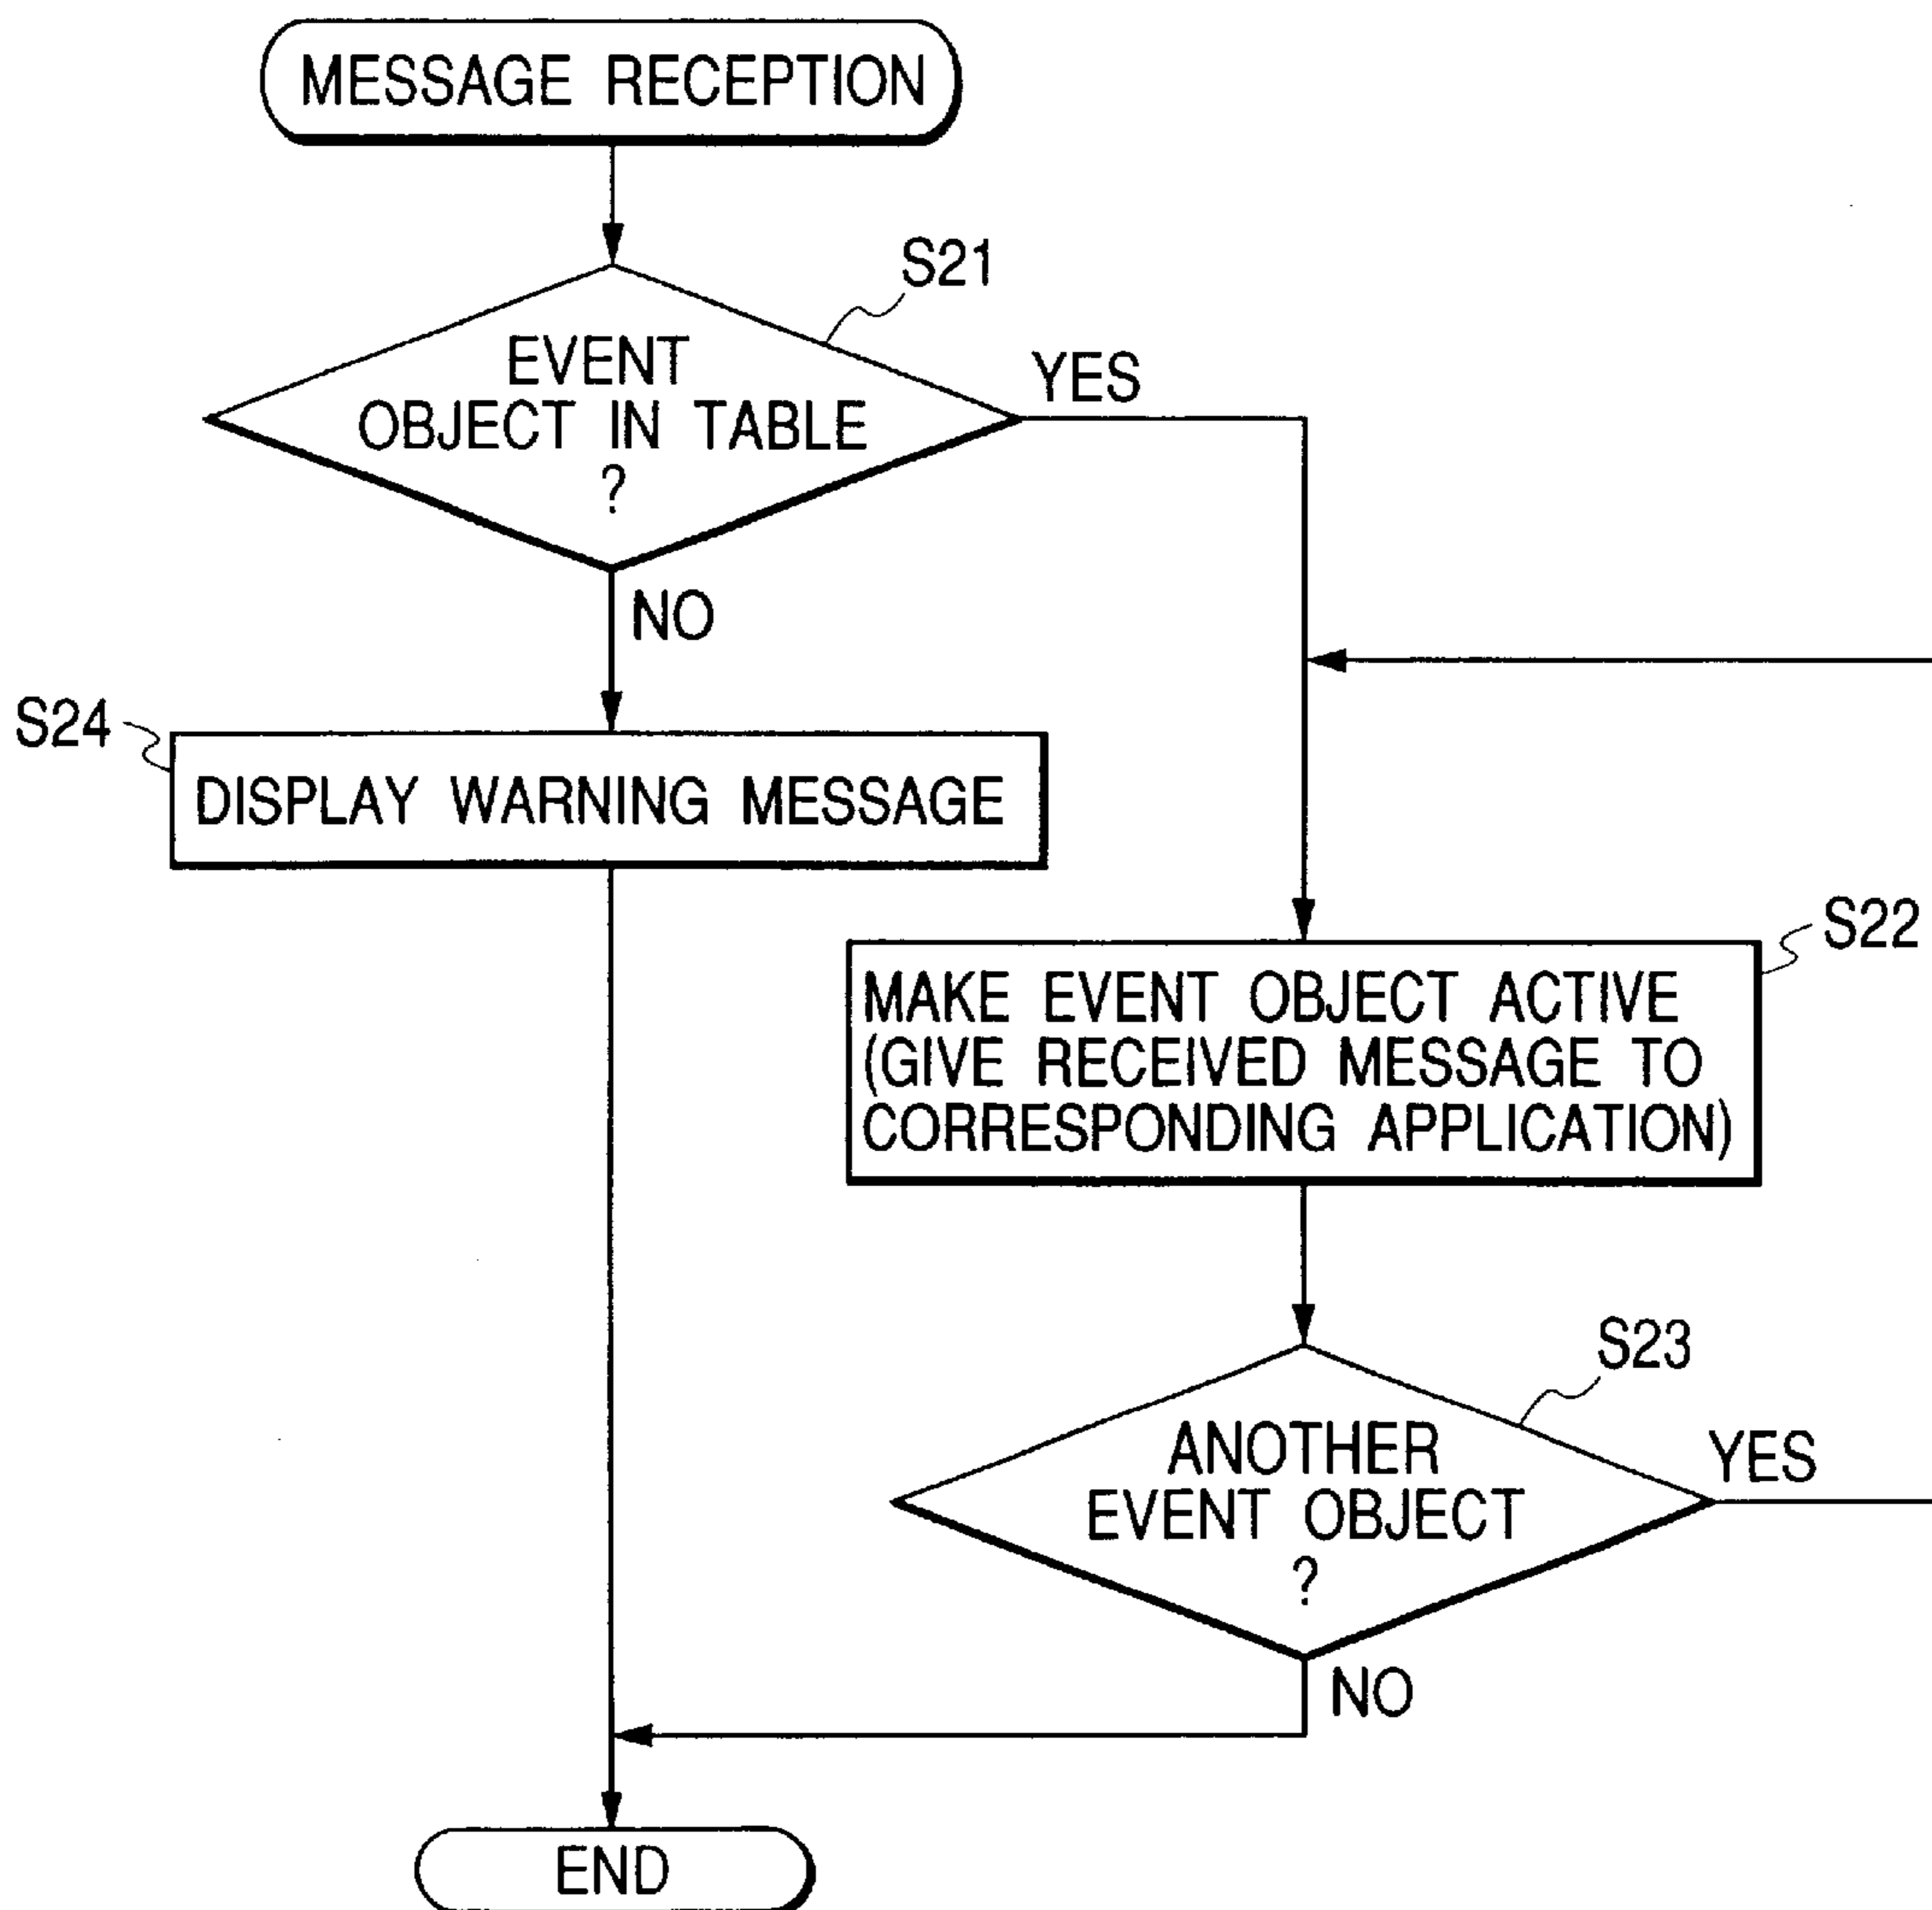 MESSAGE RECEPTION
S21
EVENT
OBJECT IN TABLE
?
YES
NO
S24
DISPLAY WARNING MESSAGE
S22
MAKE EVENT OBJECT ACTIVE
(GIVE RECEIVED MESSAGE TO
CORRESPONDING APPLICATION)
S23
ANOTHER
EVENT OBJECT
?
YES
NO
END